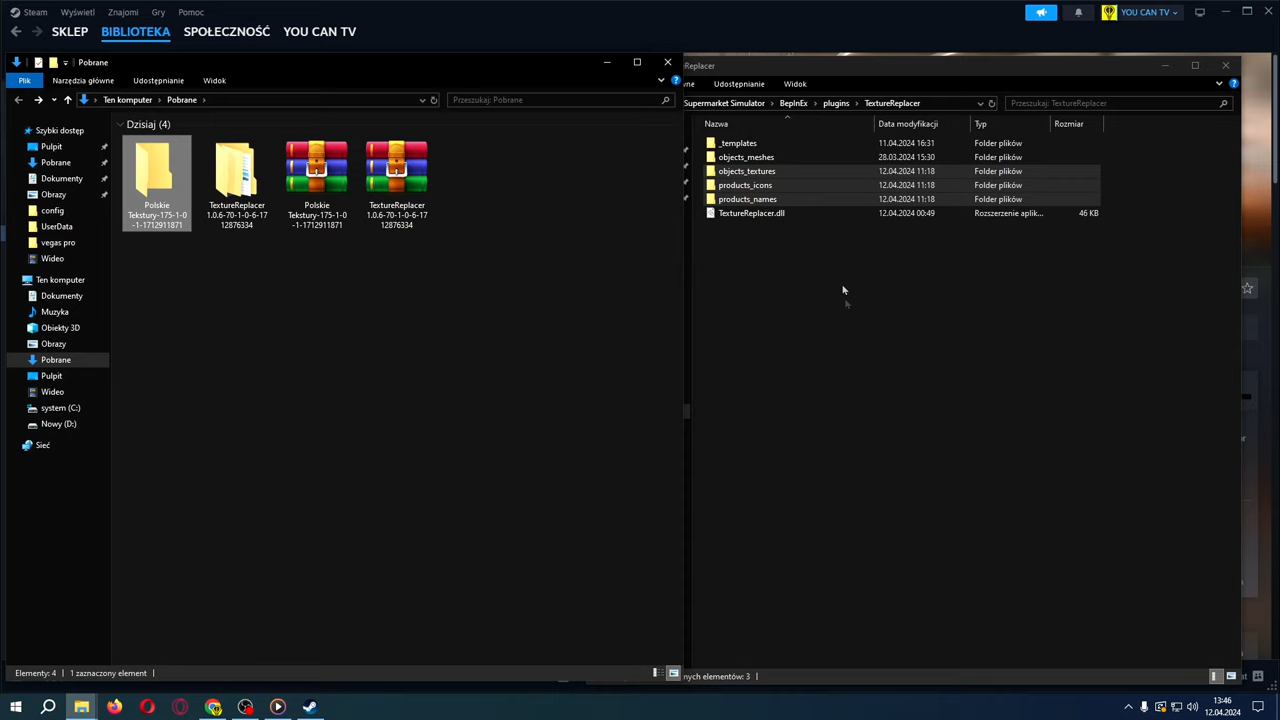 Steam Wyświetl Znajomi Gry Pomoc
YOU CAN TV
SKLEP BIBLIOTEKA SPOŁECZNOŚĆ YOU CAN TV
Pobrane
Plik Narzędzia główne Udostępnianie Widok
Ten komputer > Pobrane >
Przeszukaj: Pobrane
Szybki dostęp
Pulpit
Pobrane
Dokumenty
Obrazy
config
UserData
vegas pro
Wideo
Ten komputer
Dokumenty
Muzyka
Obiekty 3D
Obrazy
Pobrane
Pulpit
Wideo
system (C:)
Nowy (D:)
Sieć
Dzisiaj (4)
Polskie
Tekstury-175-1-0
-1-1712911871
TextureReplacer
1.0.6-70-1-0-6-17
12876334
Polskie
Tekstury-175-1-0
-1-1712911871
TextureReplacer
1.0.6-70-1-0-6-17
12876334
Elementy: 4 1 zaznaczony element
eReplacer
wne Udostępnianie Widok
Supermarket Simulator > BepInEx > plugins > TextureReplacer
Przeszukaj: TextureReplacer
Nazwa Data modyfikacji Typ Rozmiar
_templates 11.04.2024 16:31 Folder plików
objects_meshes 28.03.2024 15:30 Folder plików
objects_textures 12.04.2024 11:18 Folder plików
products_icons 12.04.2024 11:18 Folder plików
products_names 12.04.2024 11:18 Folder plików
TextureReplacer.dll 12.04.2024 00:49 Rozszerzenie aplik... 46 KB
nych elementów: 3
13:46
12.04.2024